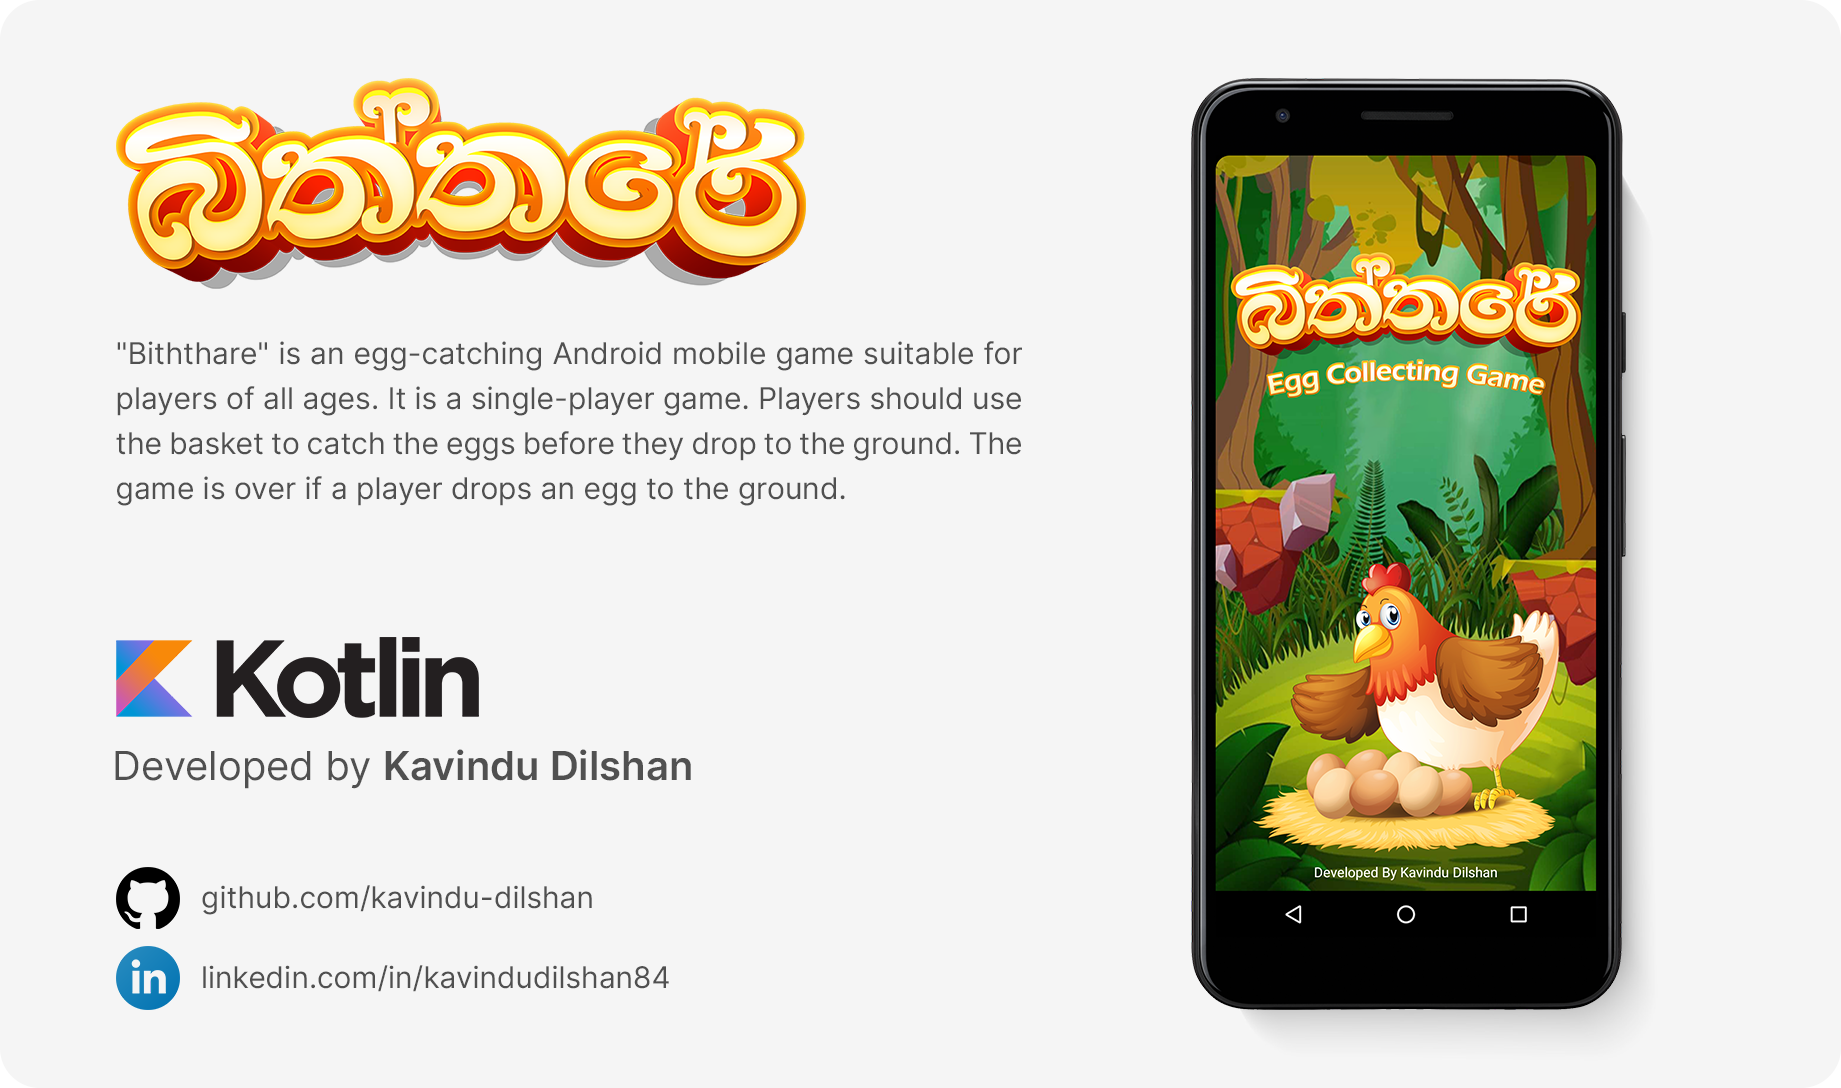 බිත්තරේ
"Biththare" is an egg-catching Android mobile game suitable for
players of all ages. It is a single-player game. Players should use
the basket to catch the eggs before they drop to the ground. The
game is over if a player drops an egg to the ground.
Kotlin
Developed by Kavindu Dilshan
github.com/kavindu-dilshan
in
linkedin.com/in/kavindudilshan84
බිත්තරේ
Egg Collecting Game
Developed By Kavindu Dilshan